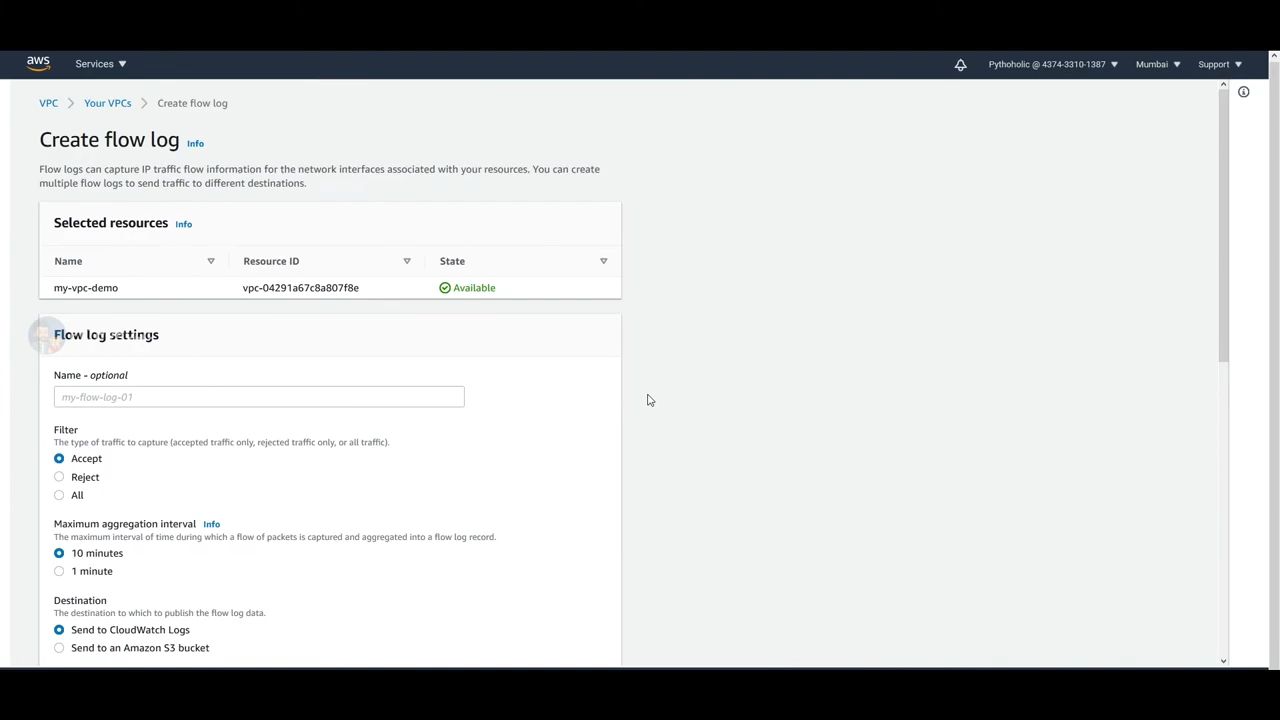 aws Services ▼ Pythoholic @ 4374-3310-1387 ▼ Mumbai ▼ Support ▼
VPC > Your VPCs > Create flow log
Create flow log Info
Flow logs can capture IP traffic flow information for the network interfaces associated with your resources. You can create
multiple flow logs to send traffic to different destinations.
Selected resources Info
Name Resource ID State
my-vpc-demo vpc-04291a67c8a807f8e Available
Flow log settings
Name - optional
my-flow-log-01
Filter
The type of traffic to capture (accepted traffic only, rejected traffic only, or all traffic).
Accept
Reject
All
Maximum aggregation interval Info
The maximum interval of time during which a flow of packets is captured and aggregated into a flow log record.
10 minutes
1 minute
Destination
The destination to which to publish the flow log data.
Send to CloudWatch Logs
Send to an Amazon S3 bucket